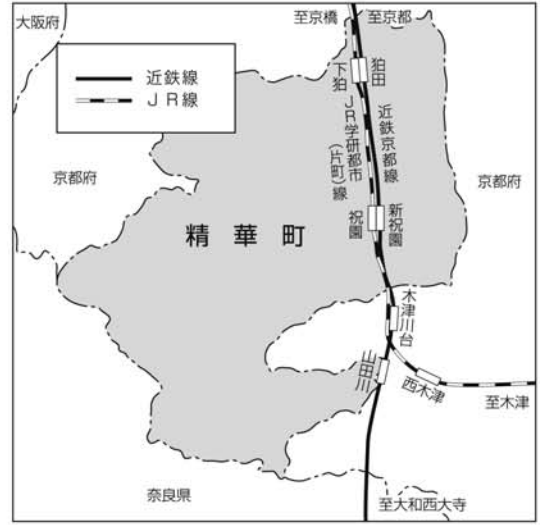 大阪府
至京橋
至京都
近鉄線
JR線
下狛
狛田
JR学研都市
(片町)線
近鉄京都線
京都府
京都府
精華町
祝園
新祝園
木津川台
山田川
西木津
至木津
奈良県
至大和西大寺